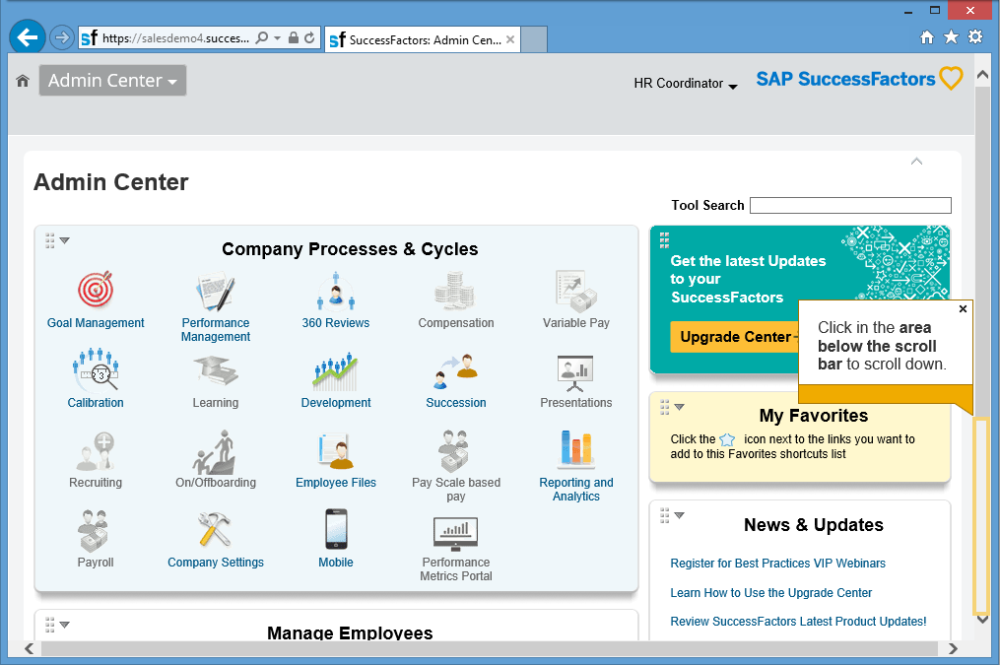 https://salesdemo4.succes...
SuccessFactors: Admin Cen...
Admin Center
HR Coordinator
SAP SuccessFactors
Admin Center
Tool Search
Company Processes & Cycles
Goal Management
Performance
Management
360 Reviews
Compensation
Variable Pay
Calibration
Learning
Development
Succession
Presentations
Recruiting
On/Offboarding
Employee Files
Pay Scale based
pay
Reporting and
Analytics
Payroll
Company Settings
Mobile
Performance
Metrics Portal
Manage Employees
Get the latest Updates
to your
SuccessFactors
Upgrade Center
Click in the area
below the scroll
bar to scroll down.
My Favorites
Click the icon next to the links you want to
add to this Favorites shortcuts list
News & Updates
Register for Best Practices VIP Webinars
Learn How to Use the Upgrade Center
Review SuccessFactors Latest Product Updates!